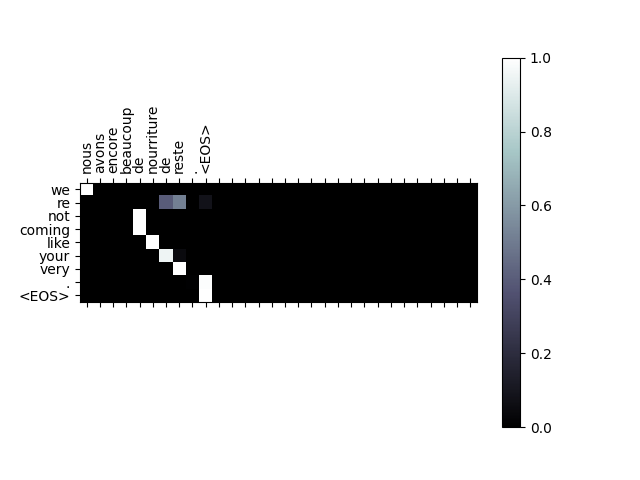 nous
avons
encore
beaucoup
de
nourriture
de
reste
.
<EOS>
we
re
not
coming
like
your
very
.
<EOS>
1.0
0.8
0.6
0.4
0.2
0.0